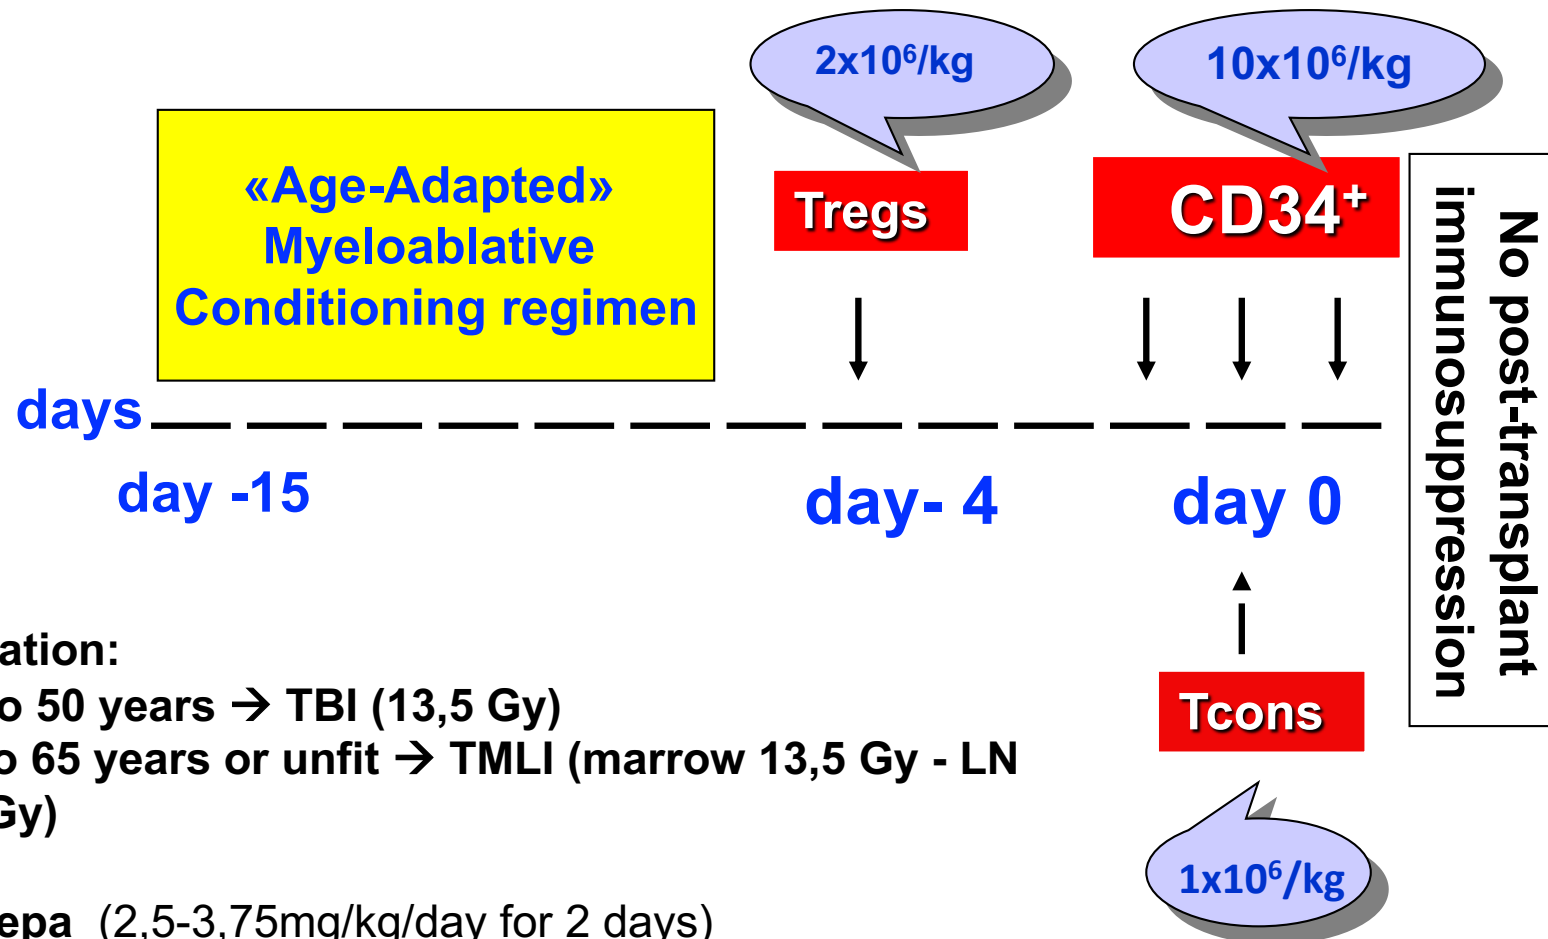 2x10⁶/kg
10x10⁶/kg
«Age-Adapted»
Myeloablative
Conditioning regimen
Tregs
CD34⁺
No post-transplant
immunosuppression
days
day -15
day- 4
day 0
ation:
o 50 years → TBI (13,5 Gy)
o 65 years or unfit → TMLI (marrow 13,5 Gy - LN
Gy)
Tcons
1x10⁶/kg
epa (2,5-3,75mg/kg/day for 2 days)